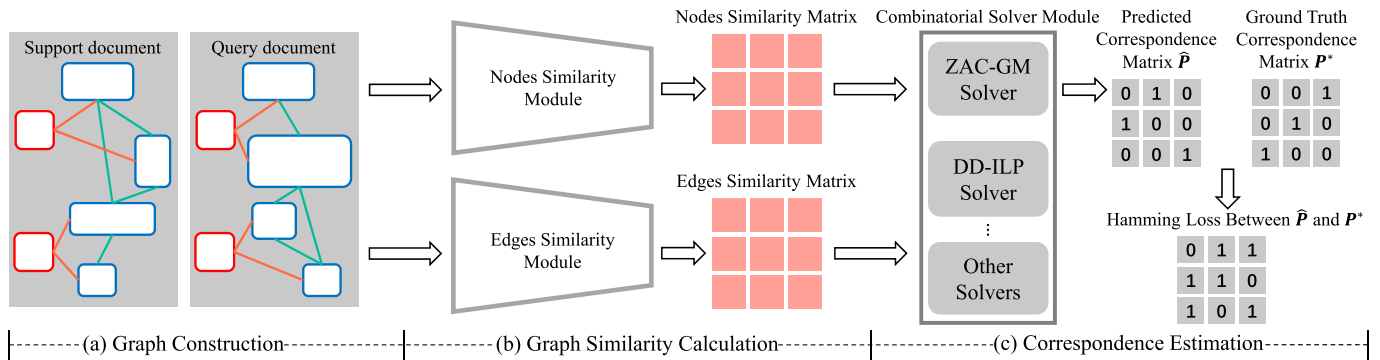 Support document
Query document
Nodes Similarity
Module
Edges Similarity
Module
Nodes Similarity Matrix
Edges Similarity Matrix
Combinatorial Solver Module
ZAC-GM
Solver
DD-ILP
Solver
...
Other
Solvers
Predicted
Correspondence
Matrix P̂
0 1 0
1 0 0
0 0 1
Ground Truth
Correspondence
Matrix P*
0 0 1
0 1 0
1 0 0
Hamming Loss Between P̂ and P*
0 1 1
1 1 0
1 0 1
(a) Graph Construction
(b) Graph Similarity Calculation
(c) Correspondence Estimation